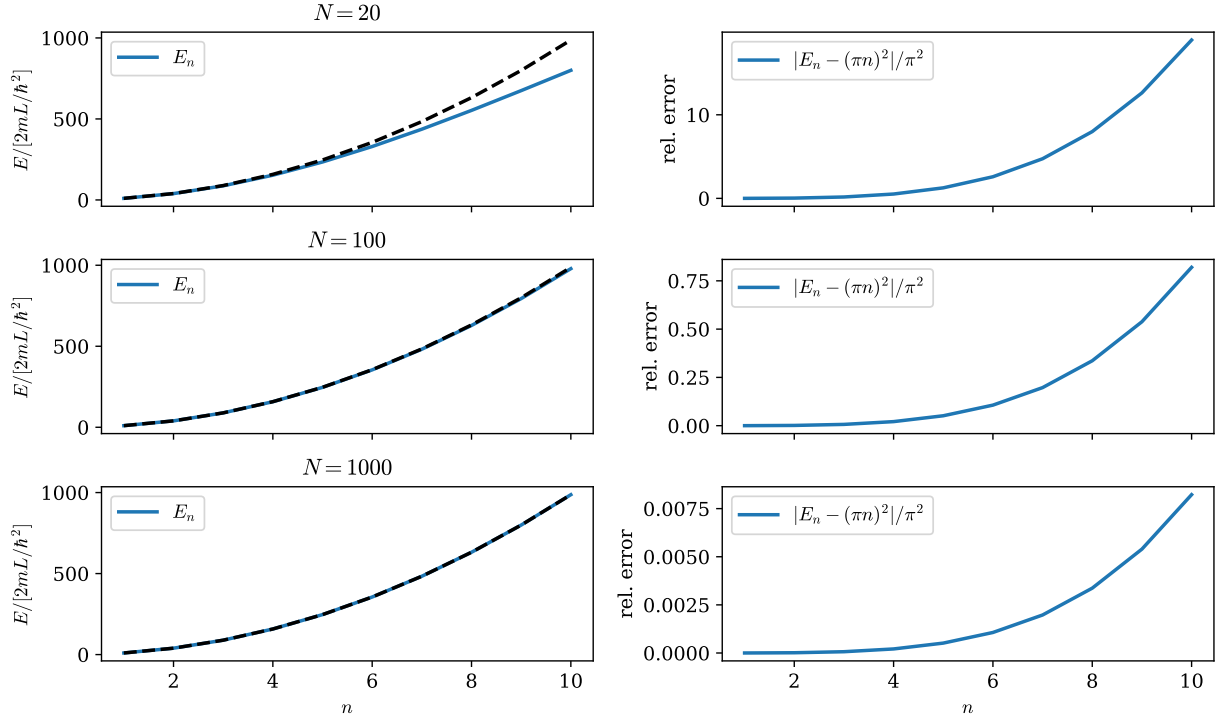 N = 20
1000
500
0
E/[2mL/ħ²]
E_n
10
0
rel. error
|E_n − (πn)²|/π²
N = 100
1000
500
0
E/[2mL/ħ²]
E_n
0.75
0.50
0.25
0.00
rel. error
|E_n − (πn)²|/π²
N = 1000
1000
500
0
E/[2mL/ħ²]
E_n
2 4 6 8 10
n
0.0075
0.0050
0.0025
0.0000
rel. error
|E_n − (πn)²|/π²
2 4 6 8 10
n